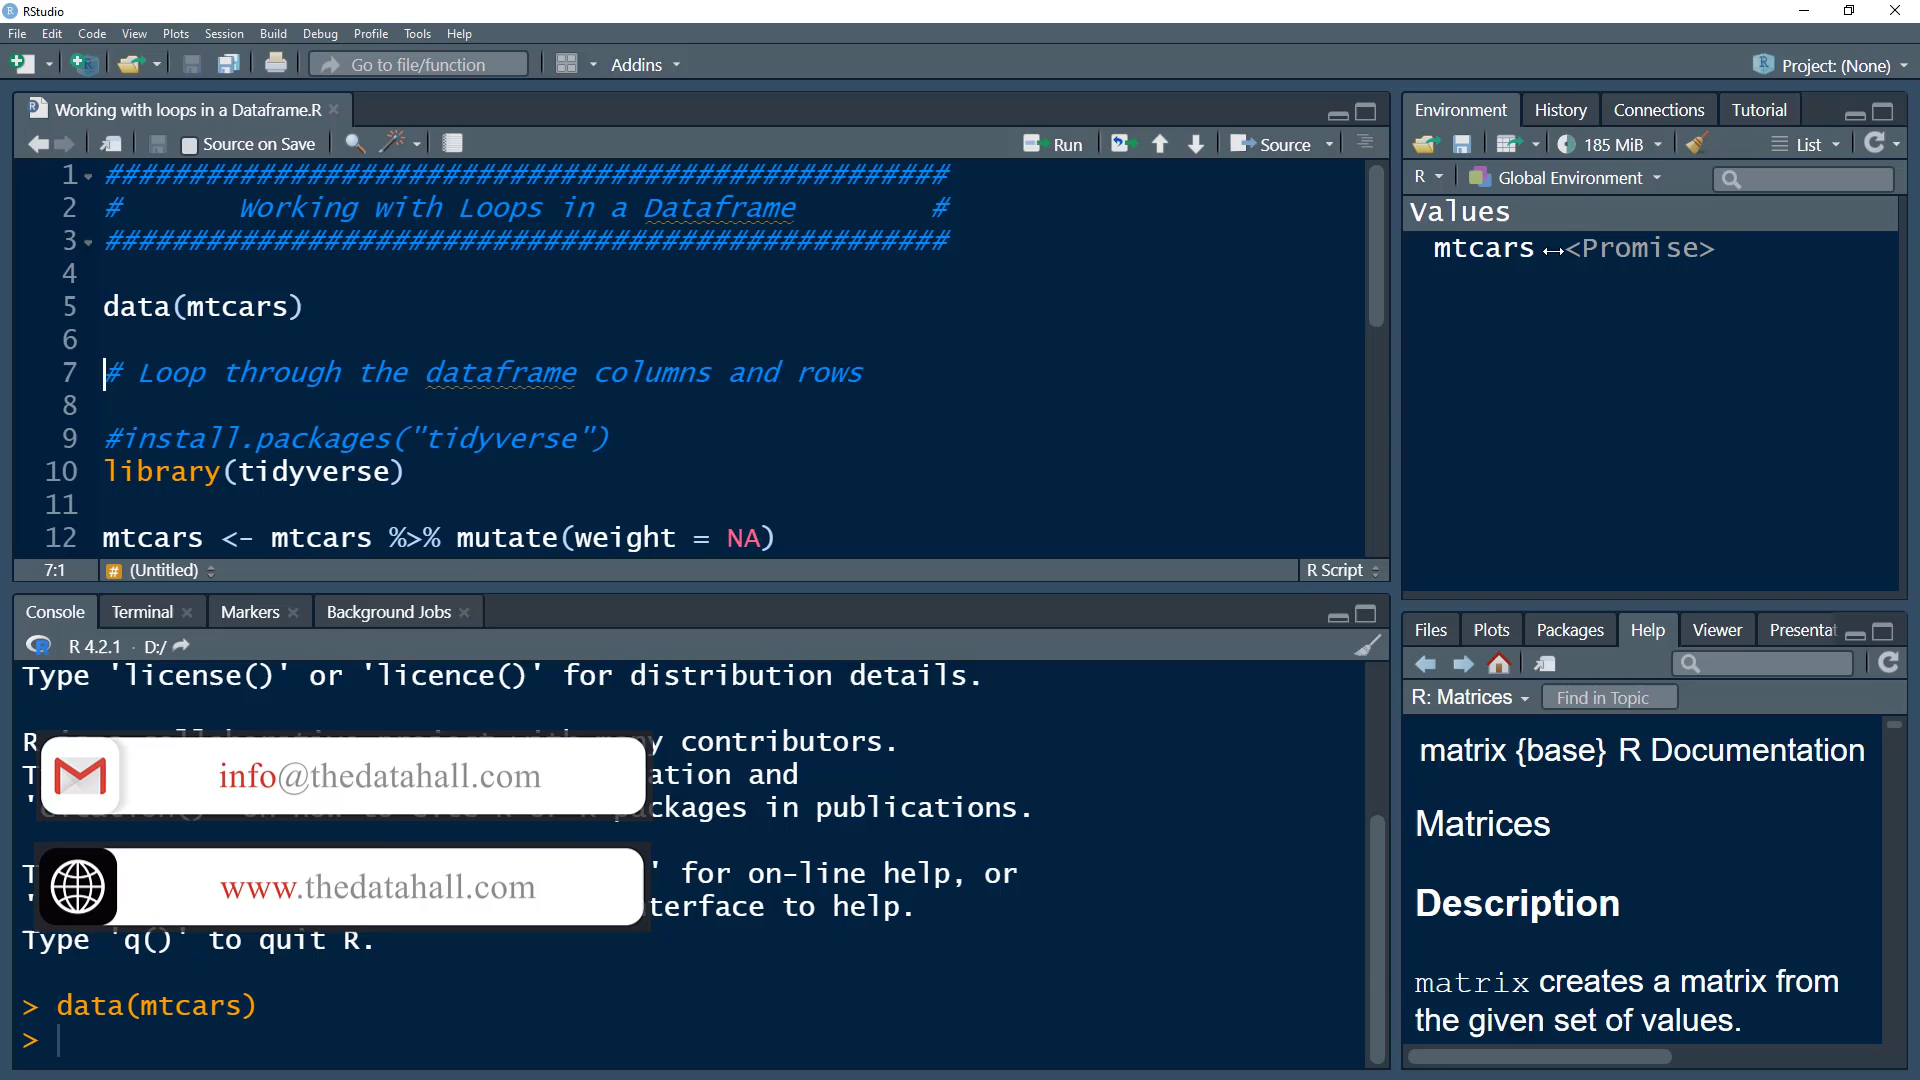 RStudio
File Edit Code View Plots Session Build Debug Profile Tools Help
Go to file/function Addins Project: (None)
Working with loops in a Dataframe.R
Source on Save Run Source
1 ##################################################
2 # Working with Loops in a Dataframe #
3 ##################################################
4
5 data(mtcars)
6
7 # Loop through the dataframe columns and rows
8
9 #install.packages("tidyverse")
10 library(tidyverse)
11
12 mtcars <- mtcars %>% mutate(weight = NA)
7:1 # (Untitled) R Script
Console Terminal Markers Background Jobs
R 4.2.1 · D:/
Type 'license()' or 'licence()' for distribution details.
R contributors.
ation and
ckages in publications.
info@thedatahall.com
' for on-line help, or
terface to help.
www.thedatahall.com
Type 'q()' to quit R.
> data(mtcars)
>
Environment History Connections Tutorial
185 MiB List
R Global Environment
Values
mtcars <Promise>
Files Plots Packages Help Viewer Presentat
R: Matrices Find in Topic
matrix {base} R Documentation
Matrices
Description
matrix creates a matrix from
the given set of values.